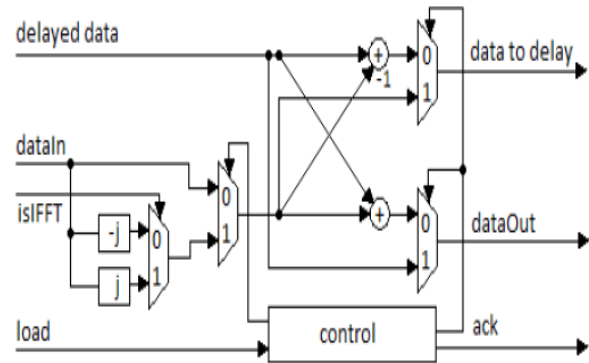 delayed data
+
-1
0
1
data to delay
dataIn
isIFFT
-j
j
0
1
0
1
+
0
1
dataOut
load
control
ack